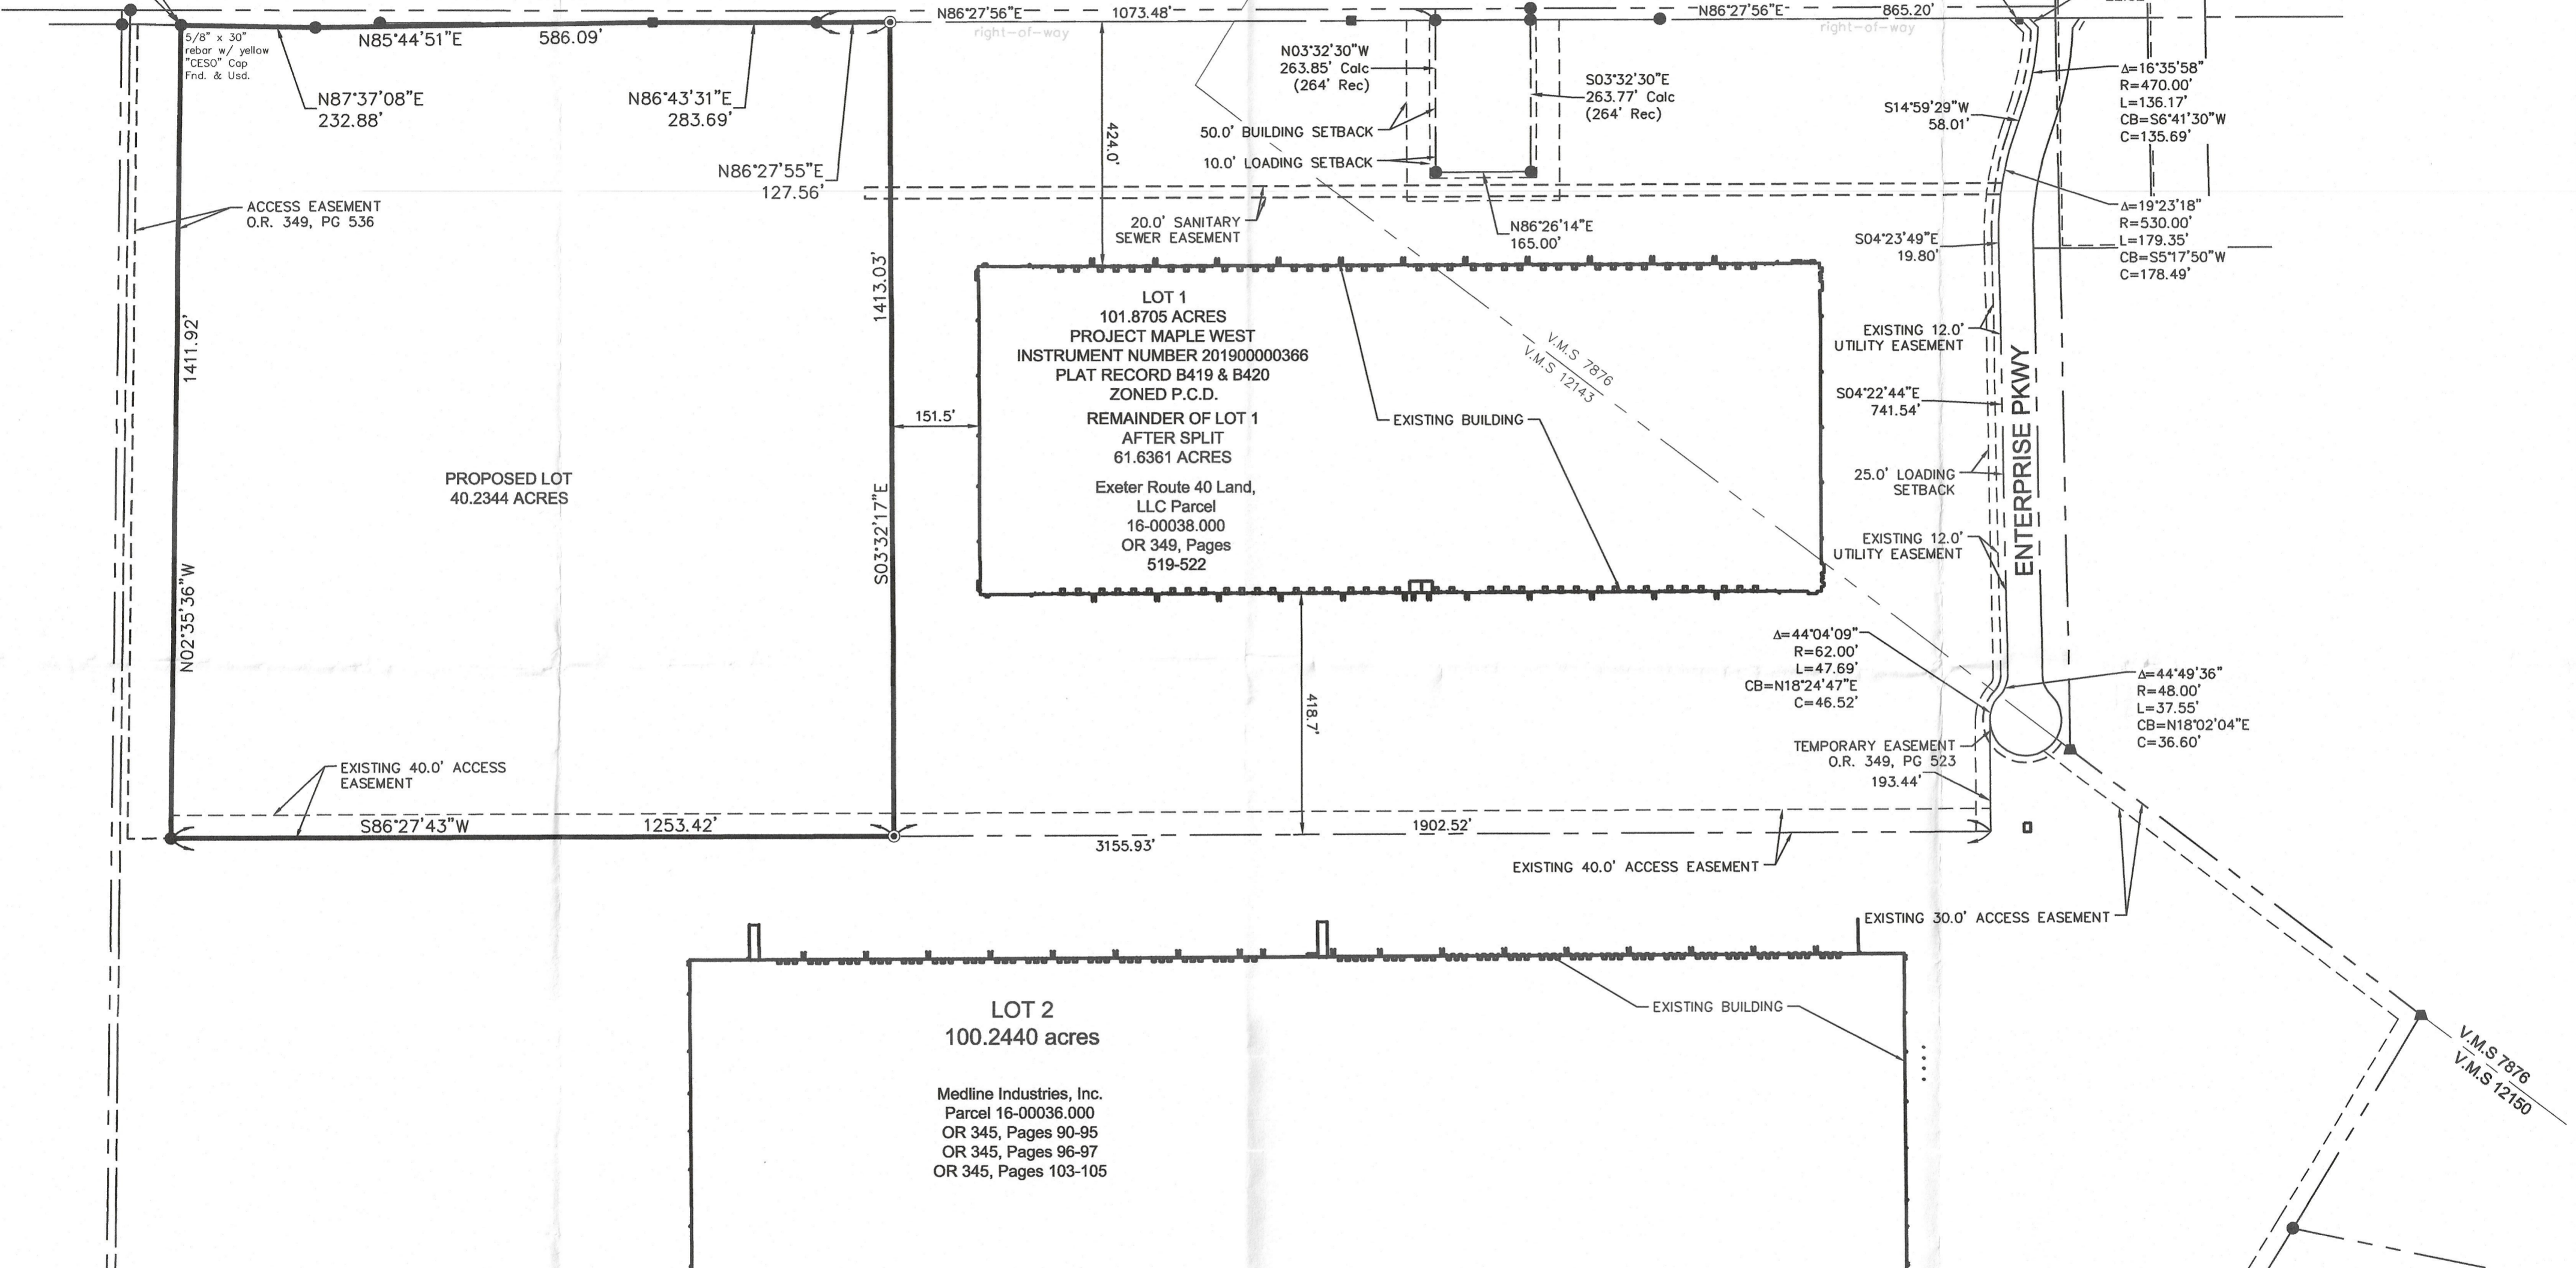 5/8" x 30"
rebar w/ yellow
"CESO" Cap
Fnd. & Usd.
N87°37'08"E
232.88'
N85°44'51"E 586.09'
N86°43'31"E
283.69'
N86°27'55"E
127.56'
N86°27'56"E 1073.48'
right-of-way
424.0'
N03°32'30"W
263.85' Calc
(264' Rec)
50.0' BUILDING SETBACK
10.0' LOADING SETBACK
S03°32'30"E
263.77' Calc
(264' Rec)
N86°26'14"E
165.00'
N86°27'56"E 865.20'
right-of-way
S14°59'29"W
58.01'
Δ=16°35'58"
R=470.00'
L=136.17'
CB=S6°41'30"W
C=135.69'
Δ=19°23'18"
R=530.00'
L=179.35'
CB=S5°17'50"W
C=178.49'
S04°23'49"E
19.80'
ACCESS EASEMENT
O.R. 349, PG 536
20.0' SANITARY
SEWER EASEMENT
1411.92'
N02°35'36"W
1413.03'
S03°32'17"E
PROPOSED LOT
40.2344 ACRES
151.5'
LOT 1
101.8705 ACRES
PROJECT MAPLE WEST
INSTRUMENT NUMBER 201900000366
PLAT RECORD B419 & B420
ZONED P.C.D.
REMAINDER OF LOT 1
AFTER SPLIT
61.6361 ACRES
Exeter Route 40 Land,
LLC Parcel
16-00038.000
OR 349, Pages
519-522
EXISTING BUILDING
V.M.S 7876
V.M.S 12143
EXISTING 12.0'
UTILITY EASEMENT
S04°22'44"E
741.54'
25.0' LOADING
SETBACK
EXISTING 12.0'
UTILITY EASEMENT
ENTERPRISE PKWY
Δ=44°04'09"
R=62.00'
L=47.69'
CB=N18°24'47"E
C=46.52'
Δ=44°49'36"
R=48.00'
L=37.55'
CB=N18°02'04"E
C=36.60'
418.7'
TEMPORARY EASEMENT
O.R. 349, PG 523
193.44'
EXISTING 40.0' ACCESS
EASEMENT
S86°27'43"W 1253.42'
1902.52'
3155.93'
EXISTING 40.0' ACCESS EASEMENT
EXISTING 30.0' ACCESS EASEMENT
LOT 2
100.2440 acres
Medline Industries, Inc.
Parcel 16-00036.000
OR 345, Pages 90-95
OR 345, Pages 96-97
OR 345, Pages 103-105
EXISTING BUILDING
V.M.S 7876
V.M.S 12150